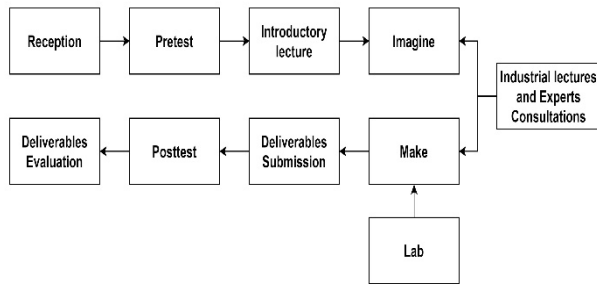 Reception
Pretest
Introductory
lecture
Imagine
Industrial lectures
and Experts
Consultations
Deliverables
Evaluation
Posttest
Deliverables
Submission
Make
Lab